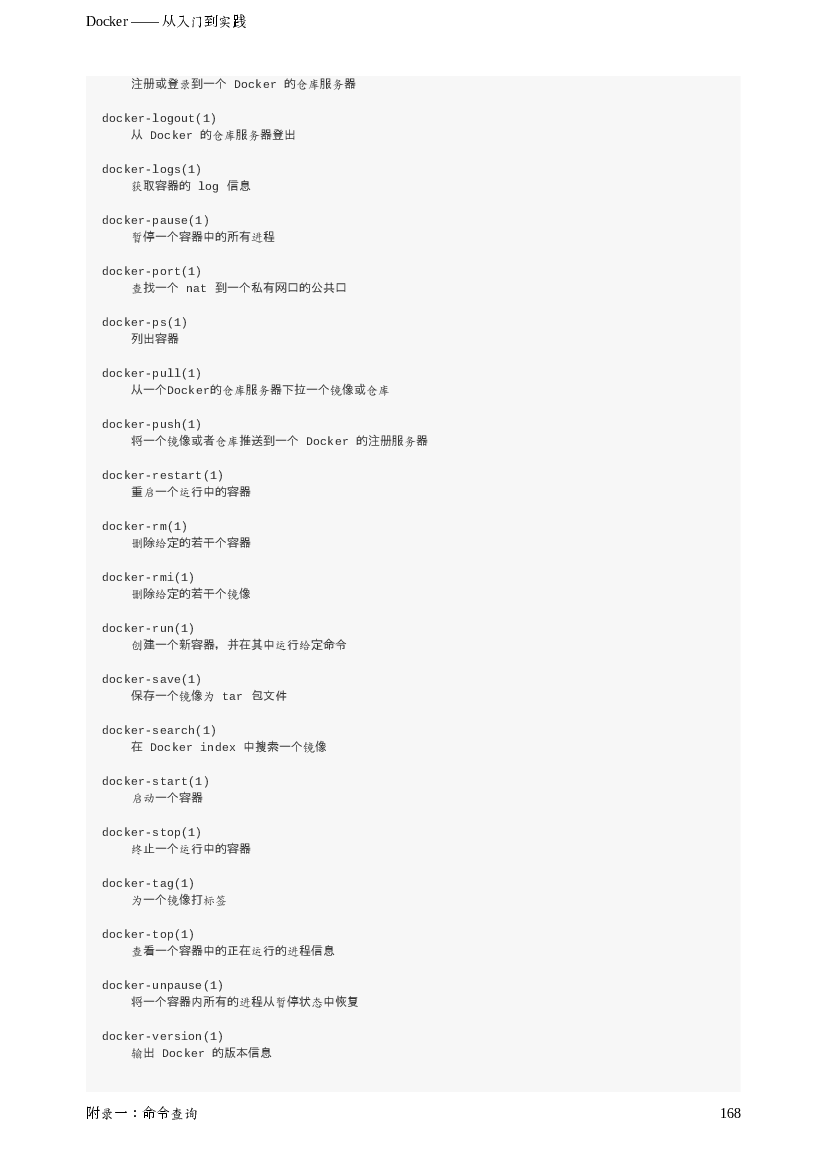 Docker —— 从入门到实践
注册或登录到一个 Docker 的仓库服务器
docker-logout(1)
从 Docker 的仓库服务器登出
docker-logs(1)
获取容器的 log 信息
docker-pause(1)
暂停一个容器中的所有进程
docker-port(1)
查找一个 nat 到一个私有网口的公共口
docker-ps(1)
列出容器
docker-pull(1)
从一个Docker的仓库服务器下拉一个镜像或仓库
docker-push(1)
将一个镜像或者仓库推送到一个 Docker 的注册服务器
docker-restart(1)
重启一个运行中的容器
docker-rm(1)
删除给定的若干个容器
docker-rmi(1)
删除给定的若干个镜像
docker-run(1)
创建一个新容器，并在其中运行给定命令
docker-save(1)
保存一个镜像为 tar 包文件
docker-search(1)
在 Docker index 中搜索一个镜像
docker-start(1)
启动一个容器
docker-stop(1)
终止一个运行中的容器
docker-tag(1)
为一个镜像打标签
docker-top(1)
查看一个容器中的正在运行的进程信息
docker-unpause(1)
将一个容器内所有的进程从暂停状态中恢复
docker-version(1)
输出 Docker 的版本信息
附录一：命令查询 168